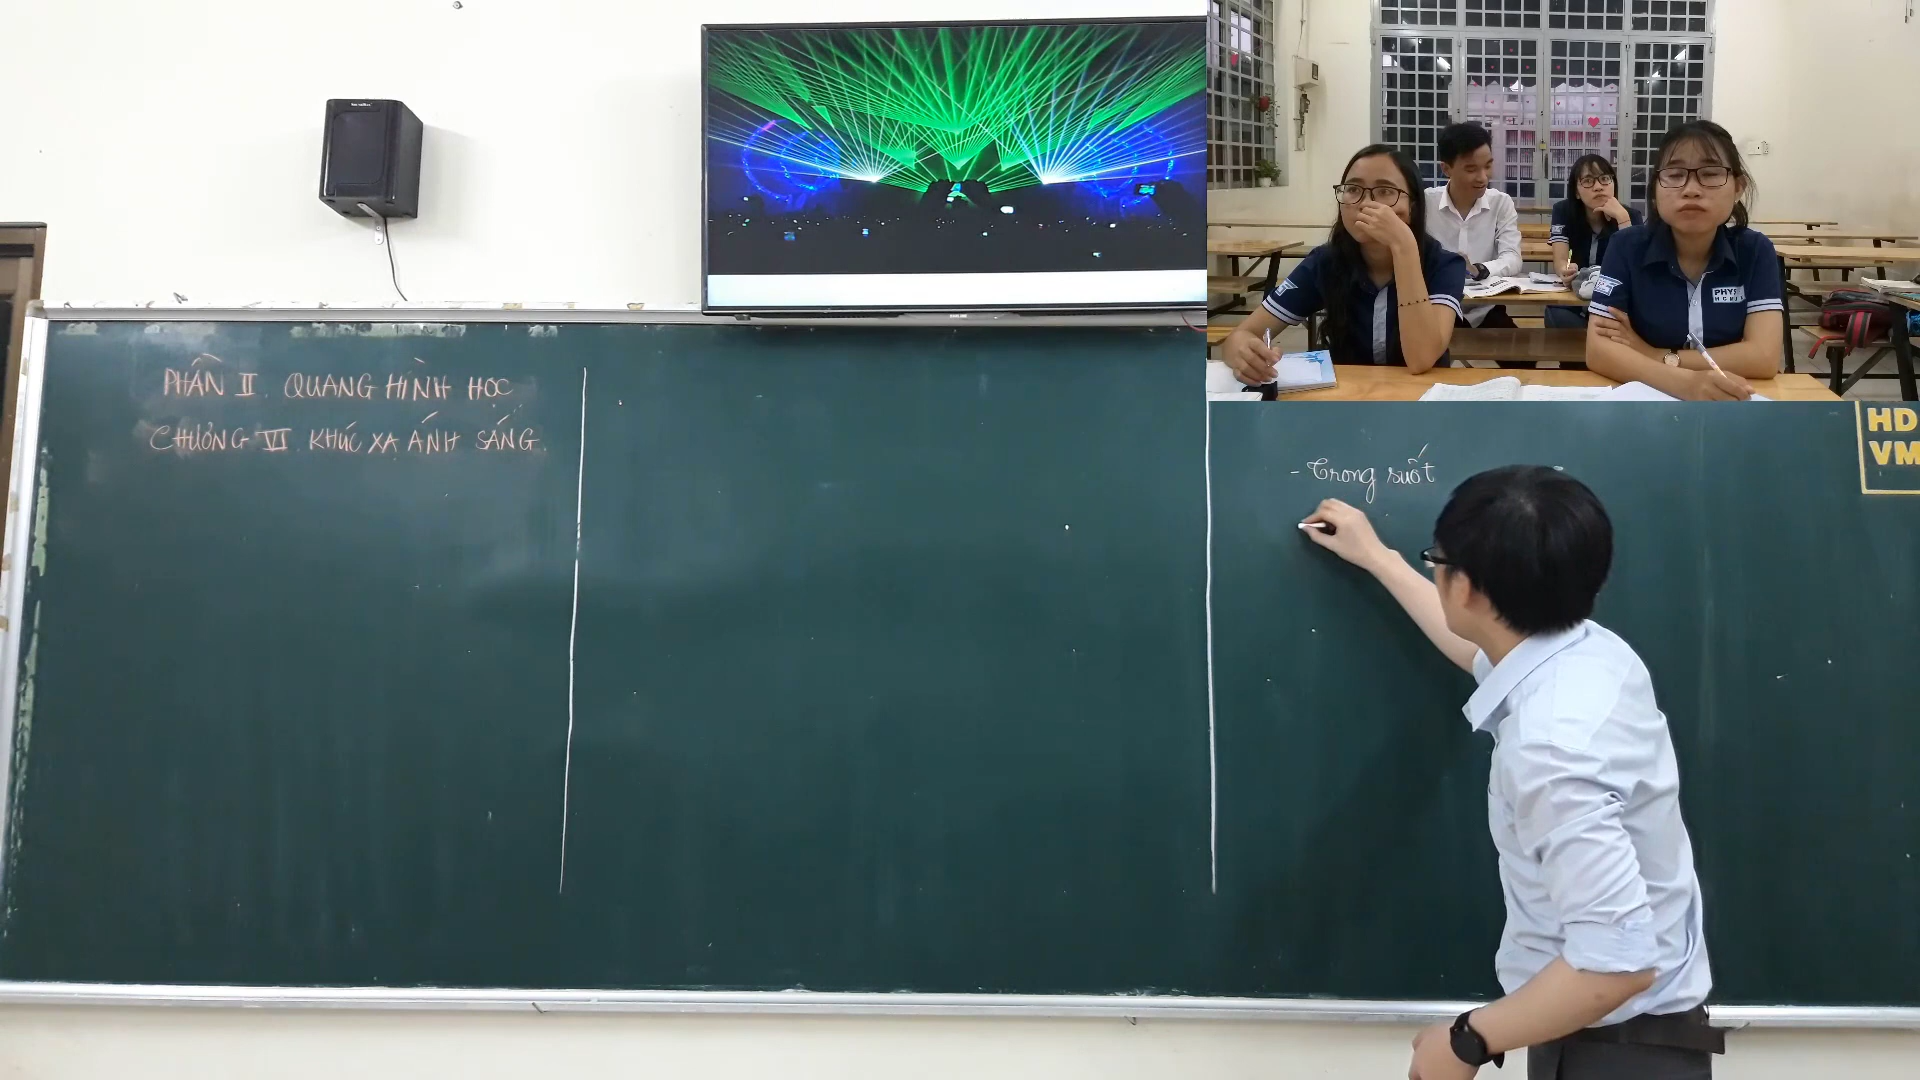 PHẦN II. QUANG HÌNH HỌC
CHƯƠNG VI. KHÚC XẠ ÁNH SÁNG.
- Trong suốt
HD
VM
PHYS